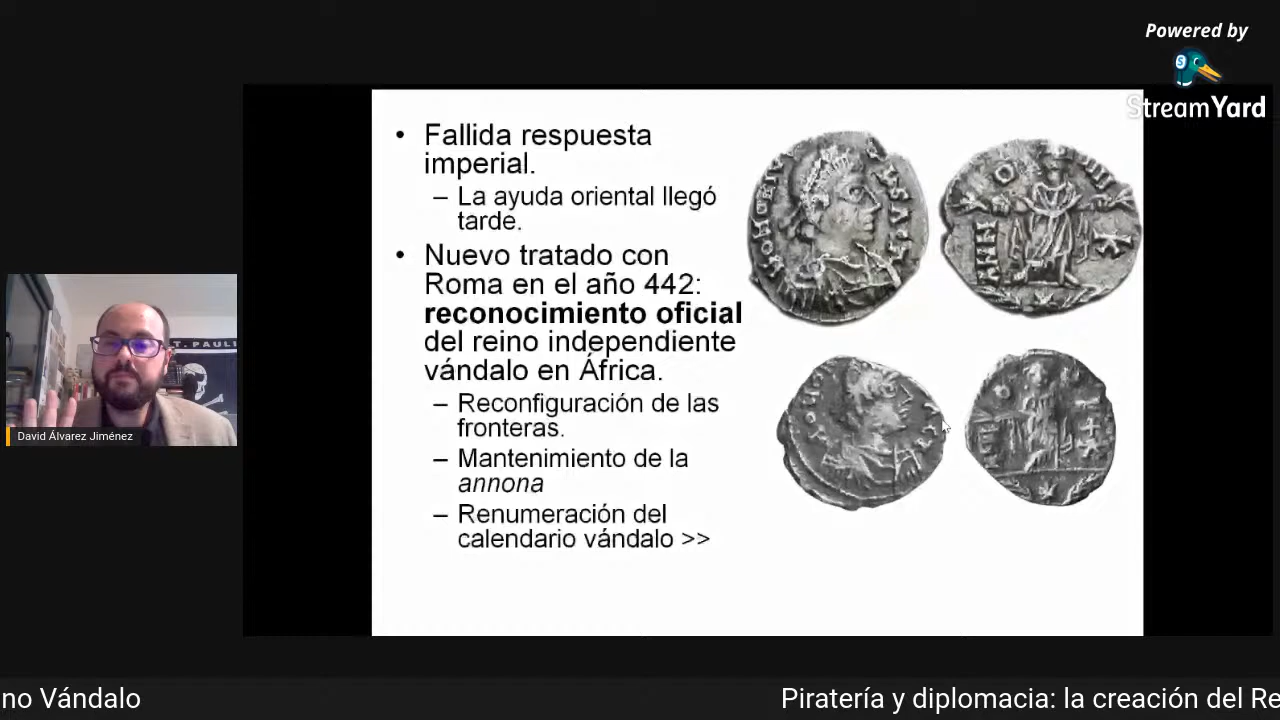 Powered by
StreamYard
• Fallida respuesta
imperial.
– La ayuda oriental llegó
tarde.
• Nuevo tratado con
Roma en el año 442:
reconocimiento oficial
del reino independiente
vándalo en África.
– Reconfiguración de las
fronteras.
– Mantenimiento de la
annona
– Renumeración del
calendario vándalo >>
T. PAULI
David Álvarez Jiménez
no Vándalo
Piratería y diplomacia: la creación del Re